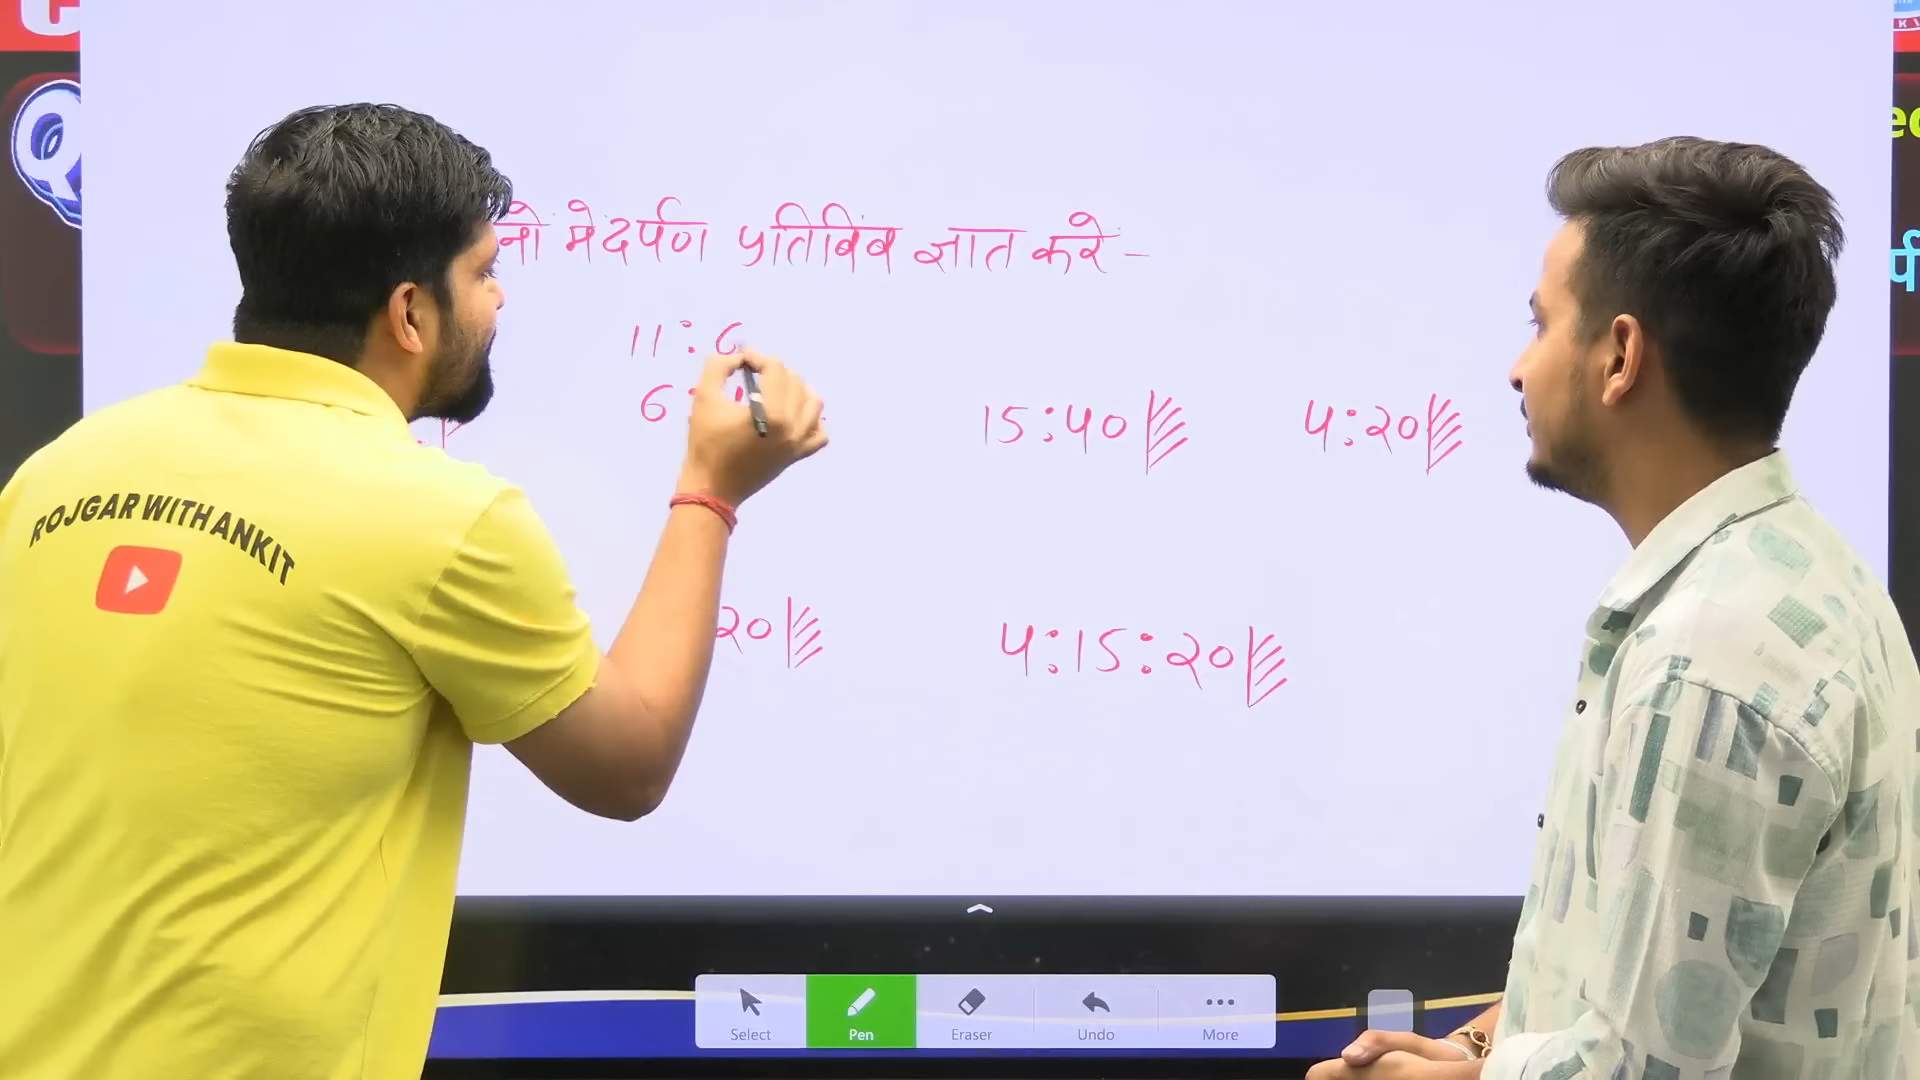 नो मे दर्पण प्रतिबिंब ज्ञात करे -
11:6
6:
15:40
4:20
20
4:15:20
ROJGAR WITH ANKIT
Select
Pen
Eraser
Undo
More